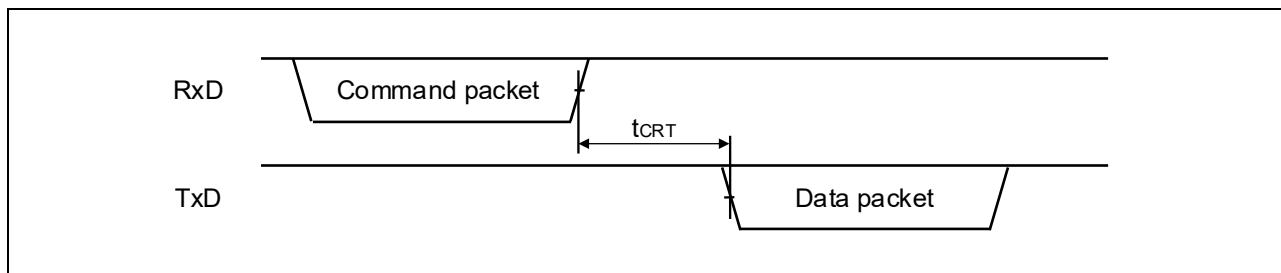 RxD
Command packet
tCRT
TxD
Data packet